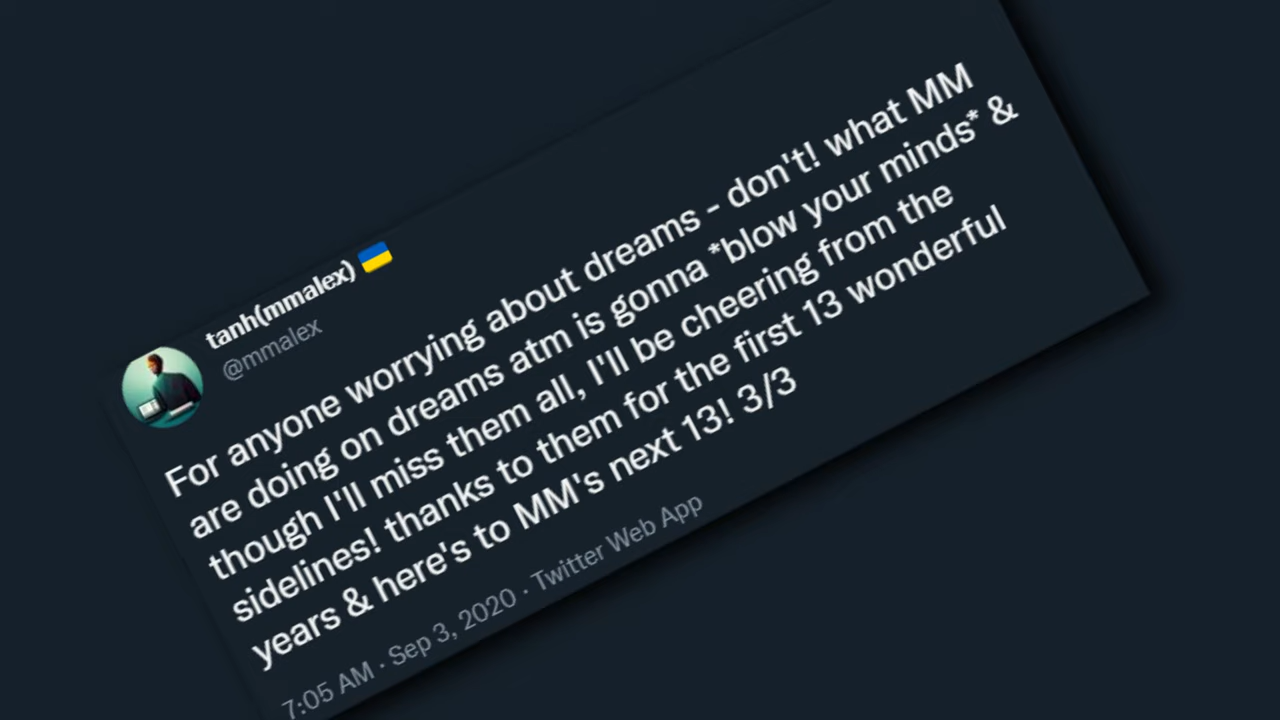 tanh(mmalex) 🇺🇦
@mmalex
For anyone worrying about dreams - don't! what MM
are doing on dreams atm is gonna *blow your minds* &
though I'll miss them all, I'll be cheering from the
sidelines! thanks to them for the first 13 wonderful
years & here's to MM's next 13! 3/3
7:05 AM · Sep 3, 2020 · Twitter Web App